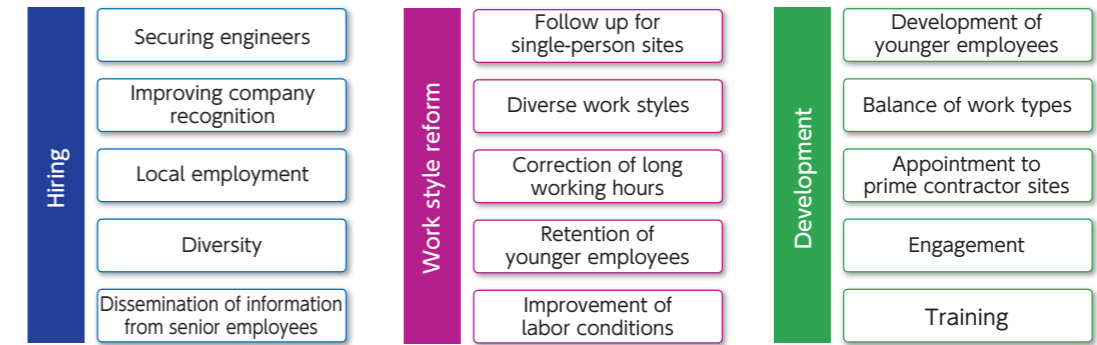 Hiring
Securing engineers
Improving company
recognition
Local employment
Diversity
Dissemination of information
from senior employees
Work style reform
Follow up for
single-person sites
Diverse work styles
Correction of long
working hours
Retention of
younger employees
Improvement of
labor conditions
Development
Development of
younger employees
Balance of work types
Appointment to
prime contractor sites
Engagement
Training